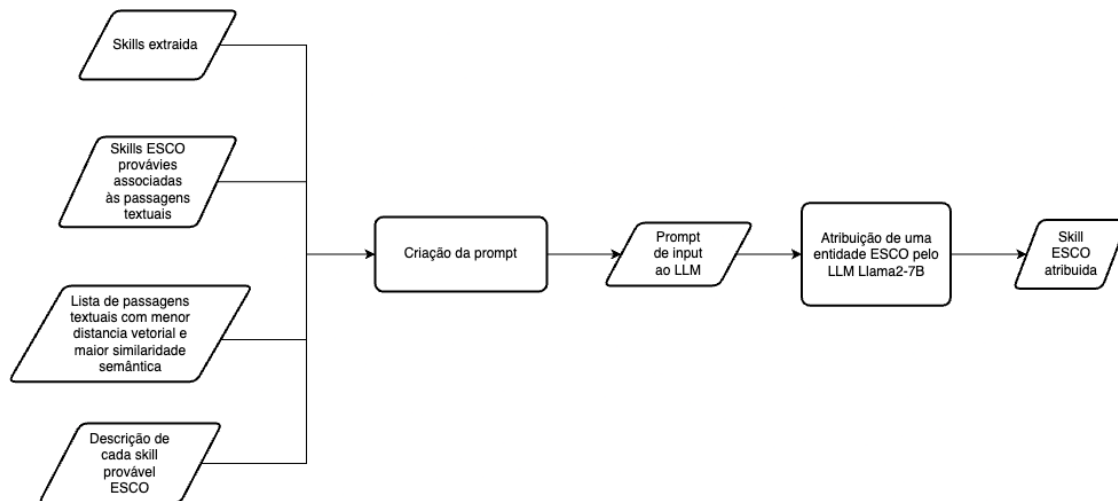 Skills extraida
Skills ESCO
provávies
associadas
às passagens
textuais
Lista de passagens
textuais com menor
distancia vetorial e
maior similaridade
semântica
Descrição de
cada skill
provável
ESCO
Criação da prompt
Prompt
de input
ao LLM
Atribuição de uma
entidade ESCO pelo
LLM Llama2-7B
Skill
ESCO
atribuida